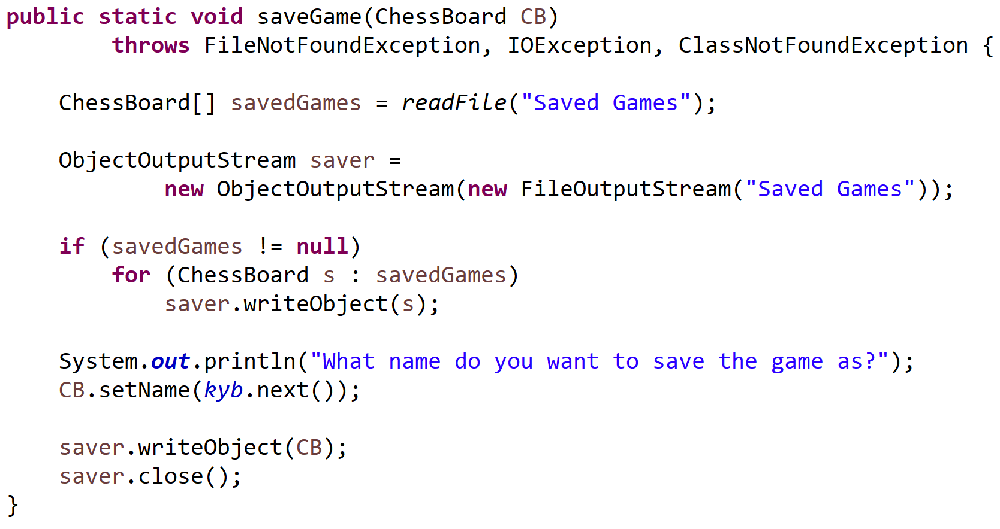 public static void saveGame(ChessBoard CB)
        throws FileNotFoundException, IOException, ClassNotFoundException {

    ChessBoard[] savedGames = readFile("Saved Games");

    ObjectOutputStream saver =
            new ObjectOutputStream(new FileOutputStream("Saved Games"));

    if (savedGames != null)
        for (ChessBoard s : savedGames)
            saver.writeObject(s);

    System.out.println("What name do you want to save the game as?");
    CB.setName(kyb.next());

    saver.writeObject(CB);
    saver.close();
}